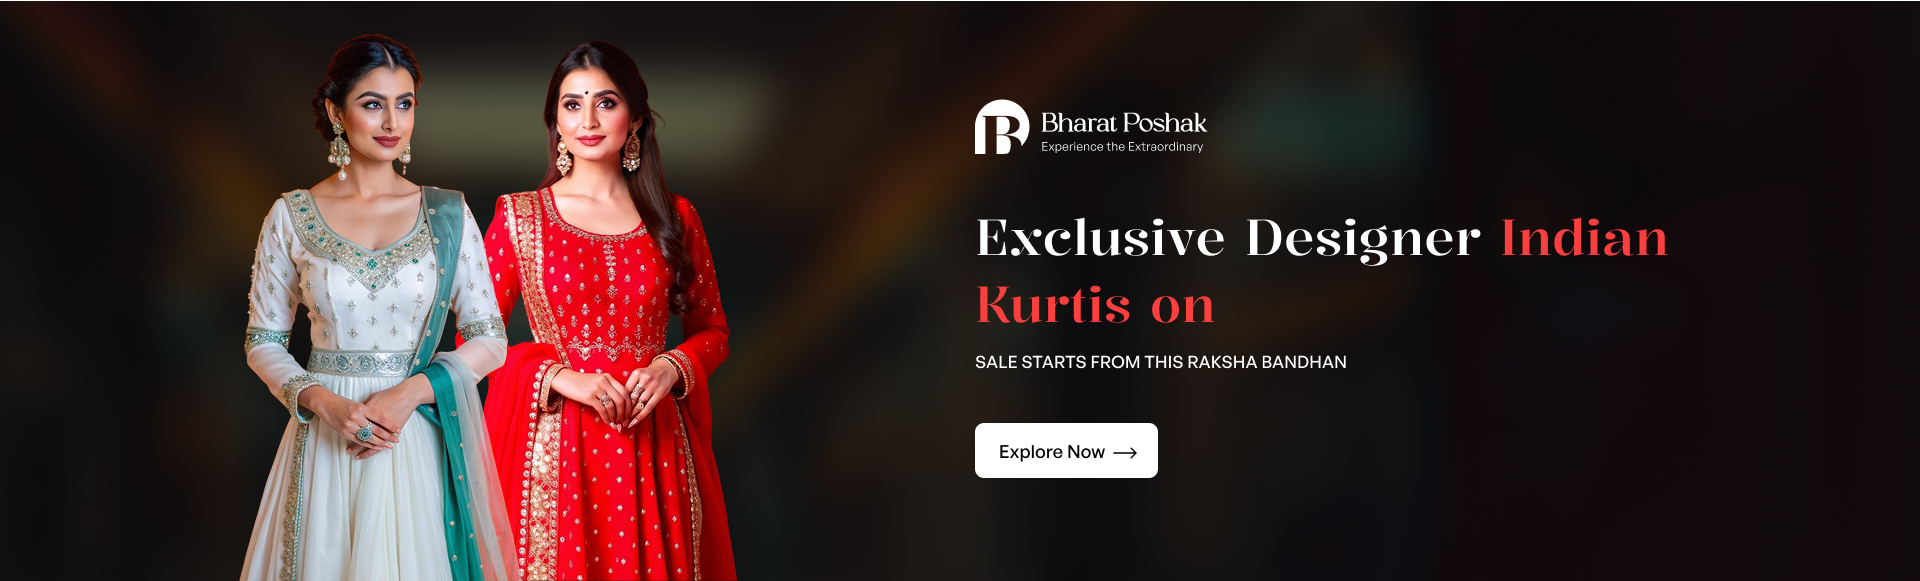 Bharat Poshak
Experience the Extraordinary
Exclusive Designer Indian
Kurtis on
SALE STARTS FROM THIS RAKSHA BANDHAN
Explore Now